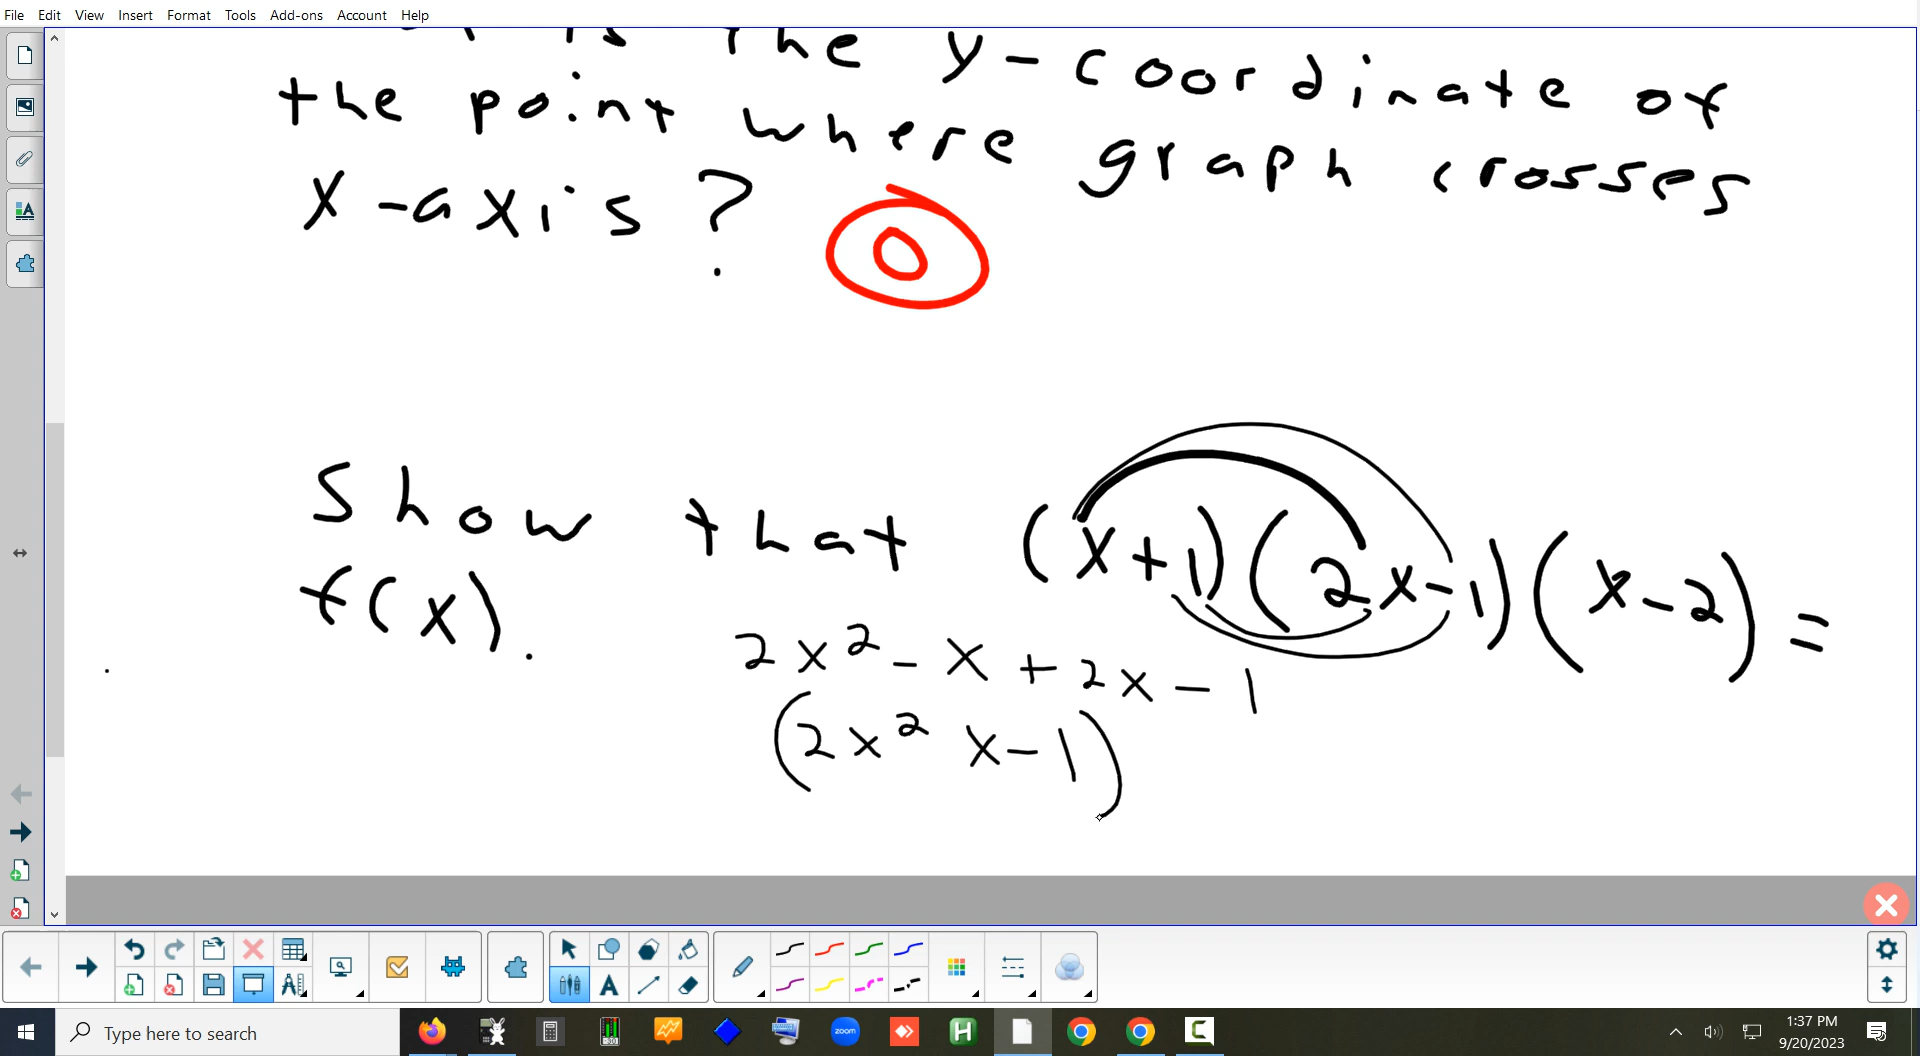 File Edit View Insert Format Tools Add-ons Account Help
is the y-coordinate of
the point where graph crosses
x-axis? 0
Show that (x+1)(2x-1)(x-2)=
f(x).
2x² - x + 2x - 1
(2x² x-1)
A
Type here to search
zoom
H
C
1:37 PM
9/20/2023